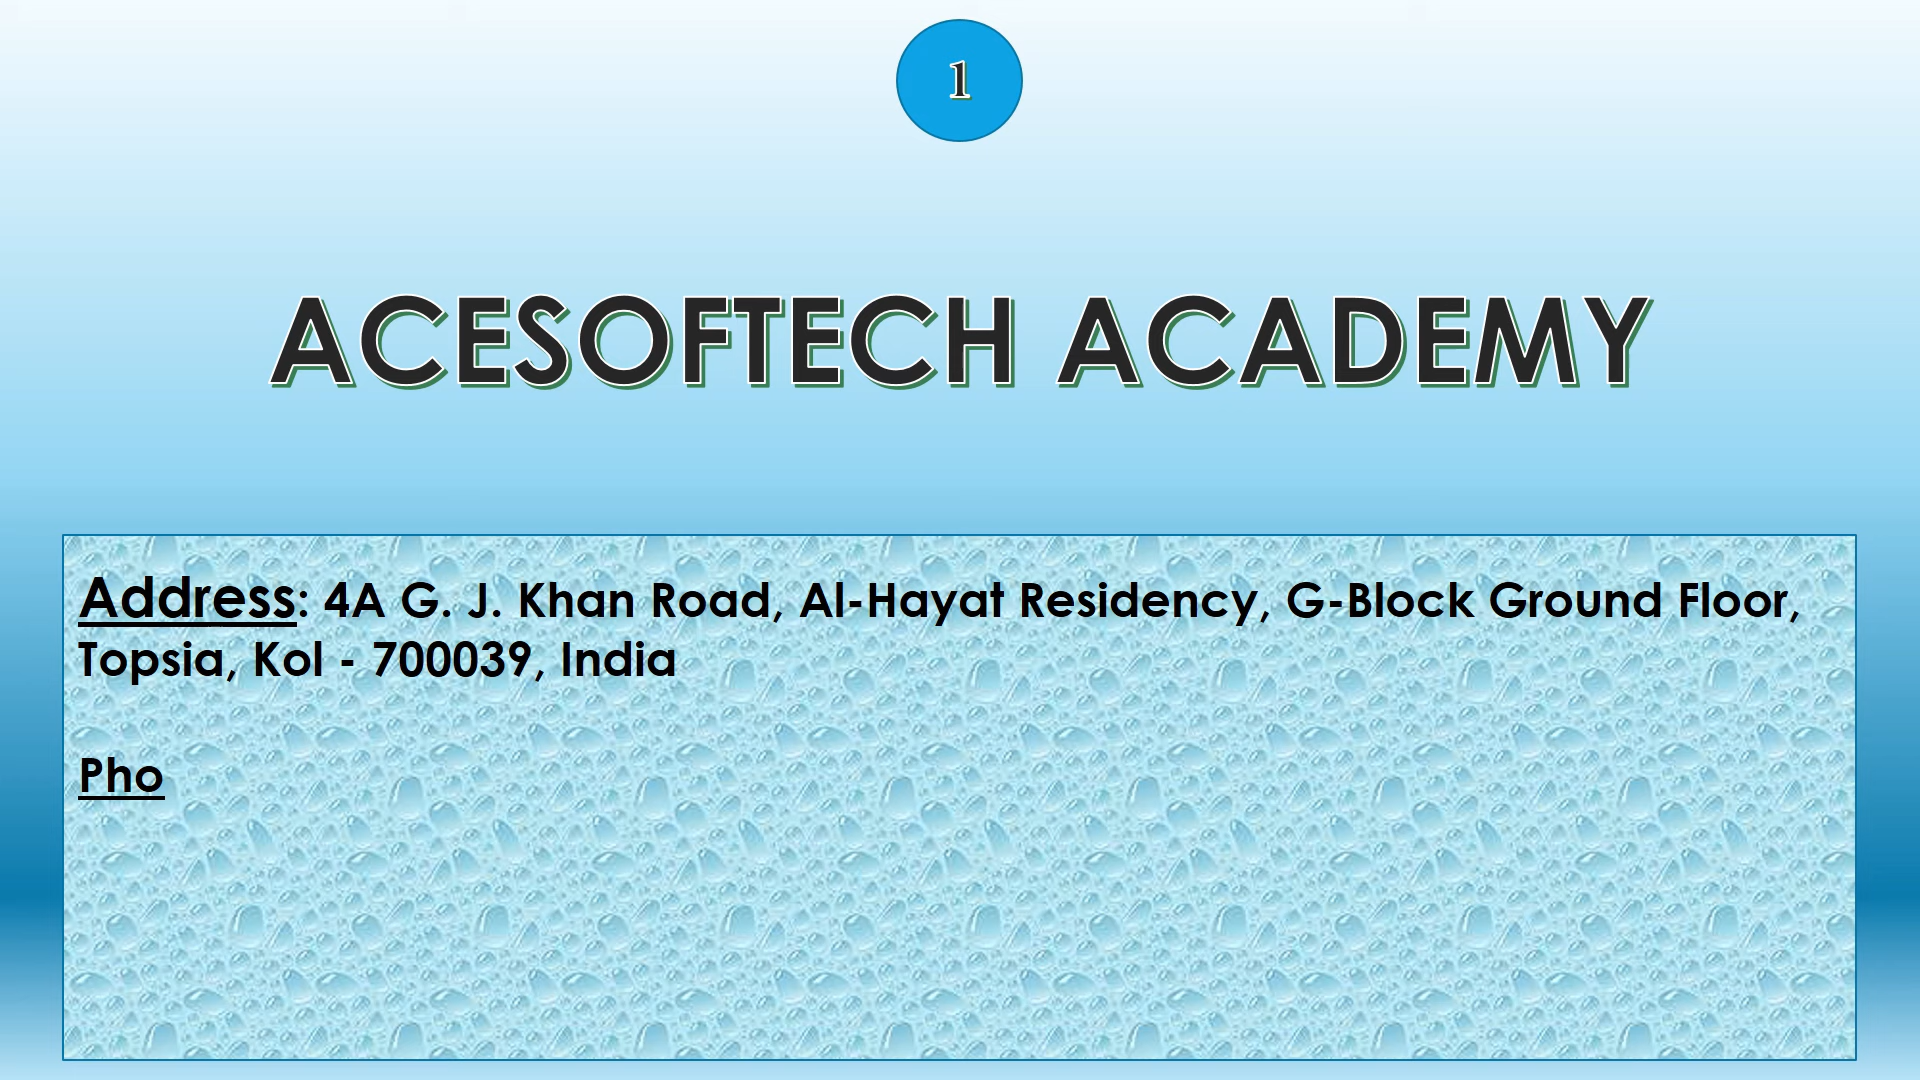 1
ACESOFTECH ACADEMY
Address: 4A G. J. Khan Road, Al-Hayat Residency, G-Block Ground Floor,
Topsia, Kol - 700039, India
Pho